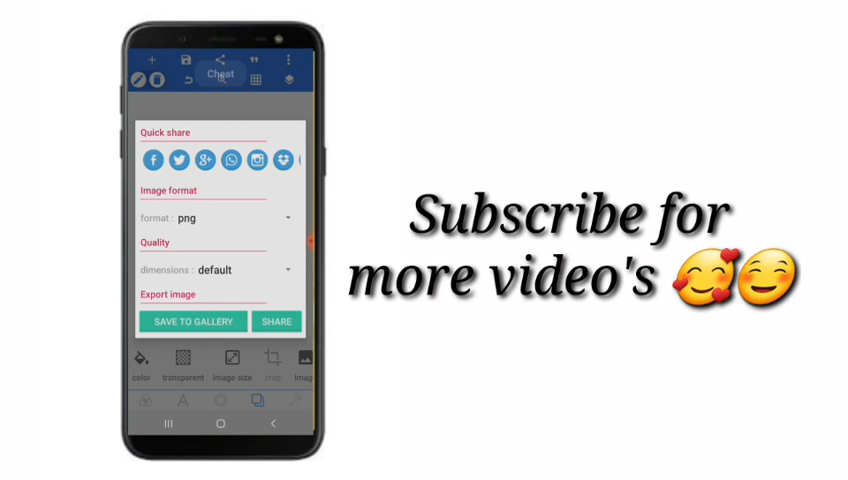 Cheat
Quick share
Image format
format : png
Quality
dimensions : default
Export image
SAVE TO GALLERY SHARE
color transparent image size crop imag
Subscribe for
more video's 🥰☺️